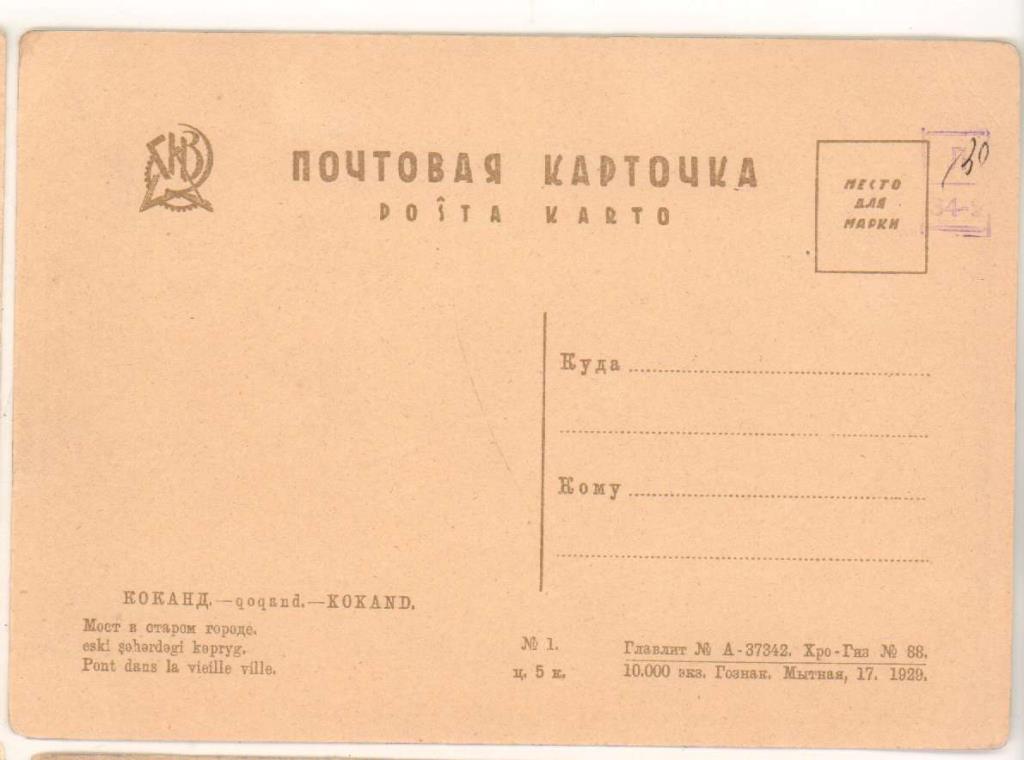 ПОЧТОВАЯ КАРТОЧКА
POŜTA KARTO
МЕСТО
ДЛЯ
МАРКИ
Куда
Кому
КОКАНД.—qoqand.—KOKAND.
Мост в старом городе.
eski şəhərdəgi kɵpryg.
Pont dans la vieille ville.
№ 1.
ц. 5 к.
Главлит № А-37342. Хро-Гиз № 88.
10.000 экз. Гознак. Мытная, 17. 1929.